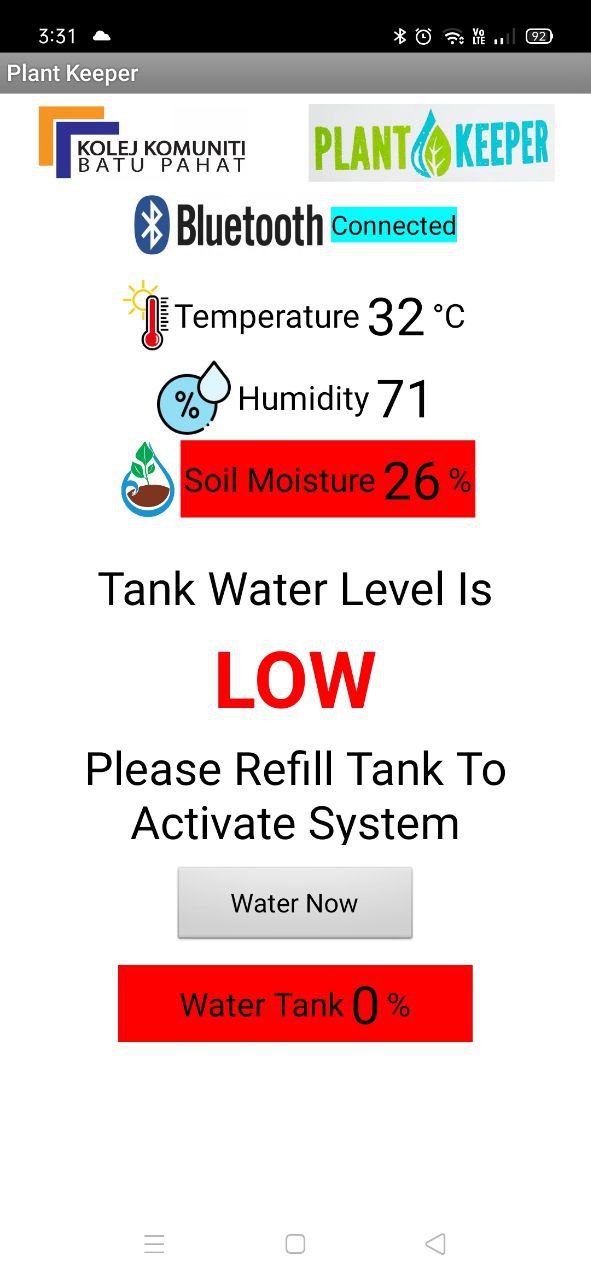 3:31
Vo
LTE
92
Plant Keeper
KOLEJ KOMUNITI
BATU PAHAT
PLANT KEEPER
Bluetooth Connected
Temperature 32 °C
% Humidity 71
Soil Moisture 26 %
Tank Water Level Is
LOW
Please Refill Tank To
Activate System
Water Now
Water Tank 0 %